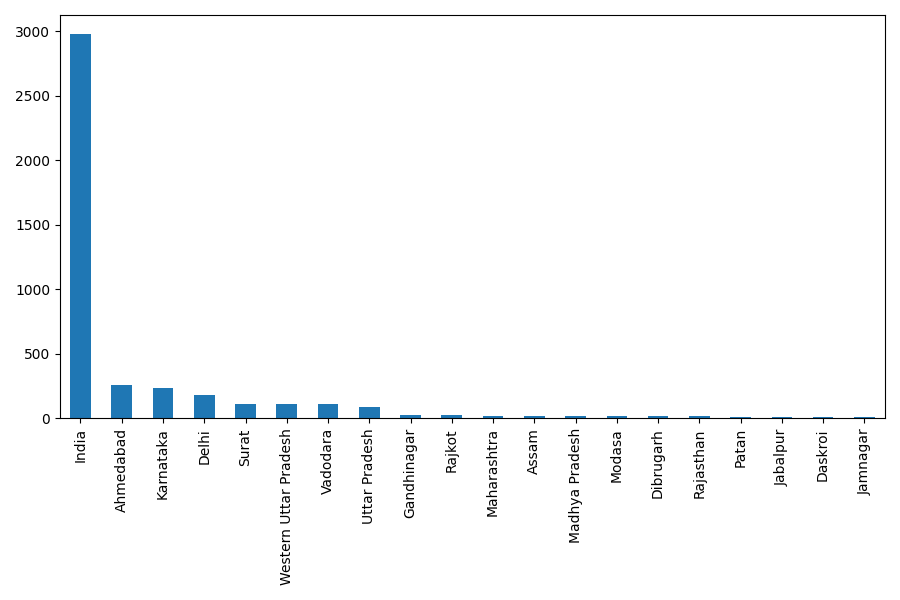 3000
2500
2000
1500
1000
500
0
India
Ahmedabad
Karnataka
Delhi
Surat
Western Uttar Pradesh
Vadodara
Uttar Pradesh
Gandhinagar
Rajkot
Maharashtra
Assam
Madhya Pradesh
Modasa
Dibrugarh
Rajasthan
Patan
Jabalpur
Daskroi
Jamnagar